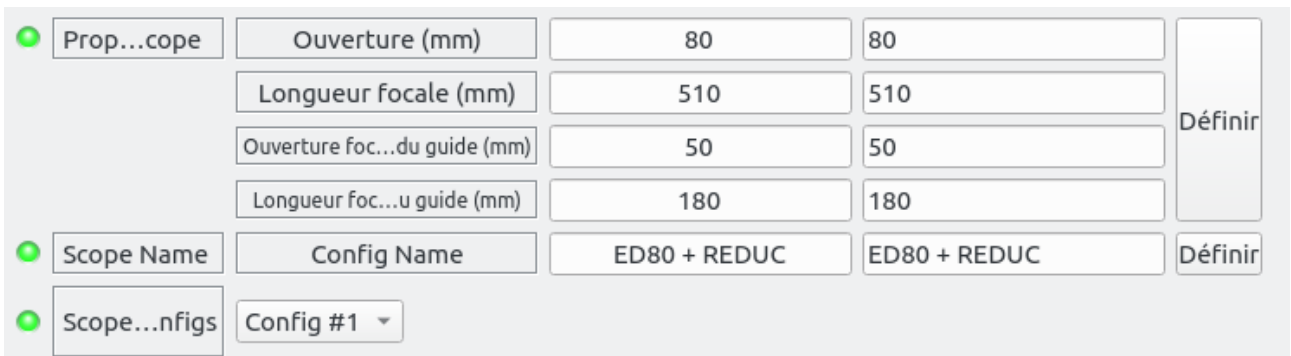 Prop...cope Ouverture (mm) 80 80
Longueur focale (mm) 510 510
Définir
Ouverture foc...du guide (mm) 50 50
Longueur foc...u guide (mm) 180 180
Scope Name Config Name ED80 + REDUC ED80 + REDUC Définir
Scope...nfigs Config #1